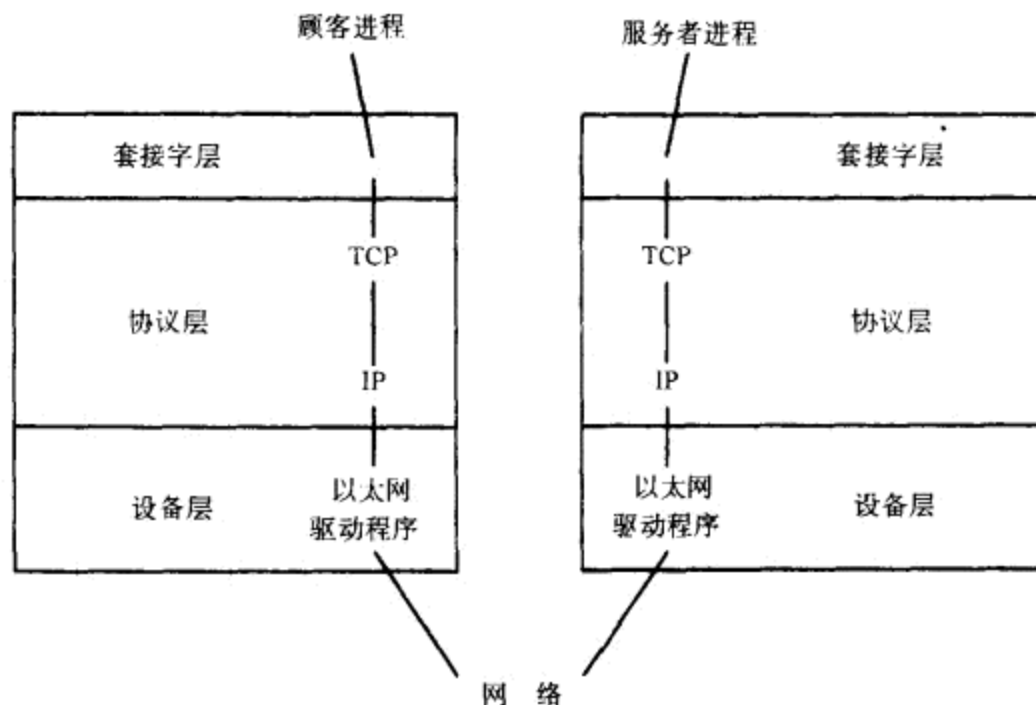 顾客进程
服务者进程
套接字层
套接字层
TCP
TCP
协议层
协议层
IP
IP
设备层
以太网
驱动程序
以太网
驱动程序
设备层
网 络